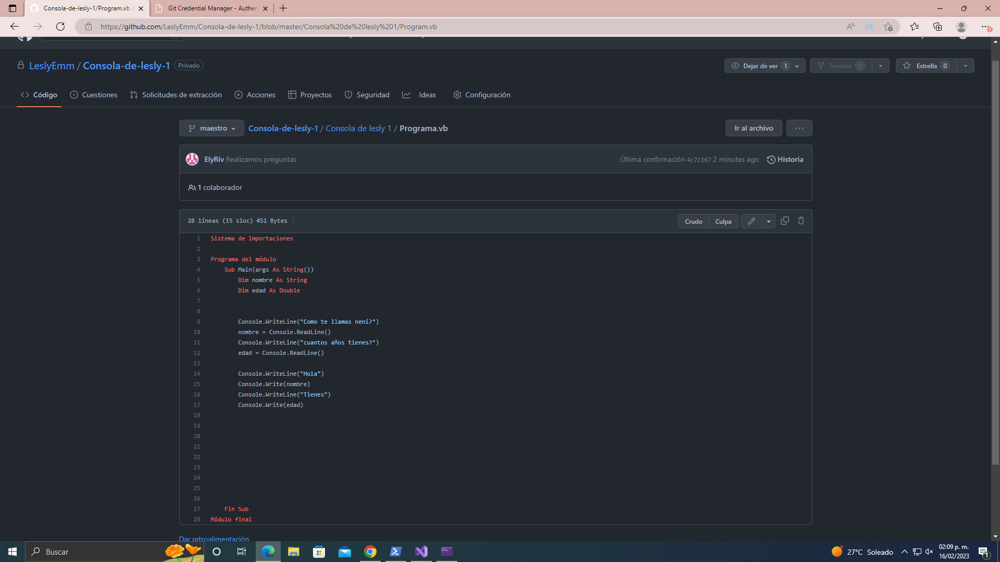 Consola-de-lesly-1/Program.vb a
Git Credential Manager - Authen
https://github.com/LeslyEmm/Consola-de-lesly-1/blob/master/Consola%20de%20lesly%201/Program.vb
LeslyEmm / Consola-de-lesly-1 Privado
Dejar de ver 1
Tenedor 0
Estrella 0
Código Cuestiones Solicitudes de extracción Acciones Proyectos Seguridad Ideas Configuración
maestro Consola-de-lesly-1 / Consola de lesly 1 / Programa.vb
Ir al archivo ...
ElyRiv Realizamos preguntas
Última confirmación 4c7c167 2 minutes ago Historia
1 colaborador
28 líneas (15 sloc) 451 Bytes
Crudo Culpa
1 Sistema de Importaciones
2
3 Programa del módulo
4 Sub Main(args As String())
5 Dim nombre As String
6 Dim edad As Double
7
8
9 Console.WriteLine("Como te llamas neni?")
10 nombre = Console.ReadLine()
11 Console.WriteLine("cuantos años tienes?")
12 edad = Console.ReadLine()
13
14 Console.WriteLine("Hola")
15 Console.Write(nombre)
16 Console.WriteLine("Tienes")
17 Console.Write(edad)
18
19
20
21
22
23
24
25
26
27 Fin Sub
28 Módulo final
Dar retroalimentación
Buscar
27°C Soleado
02:09 p. m.
16/02/2023
1